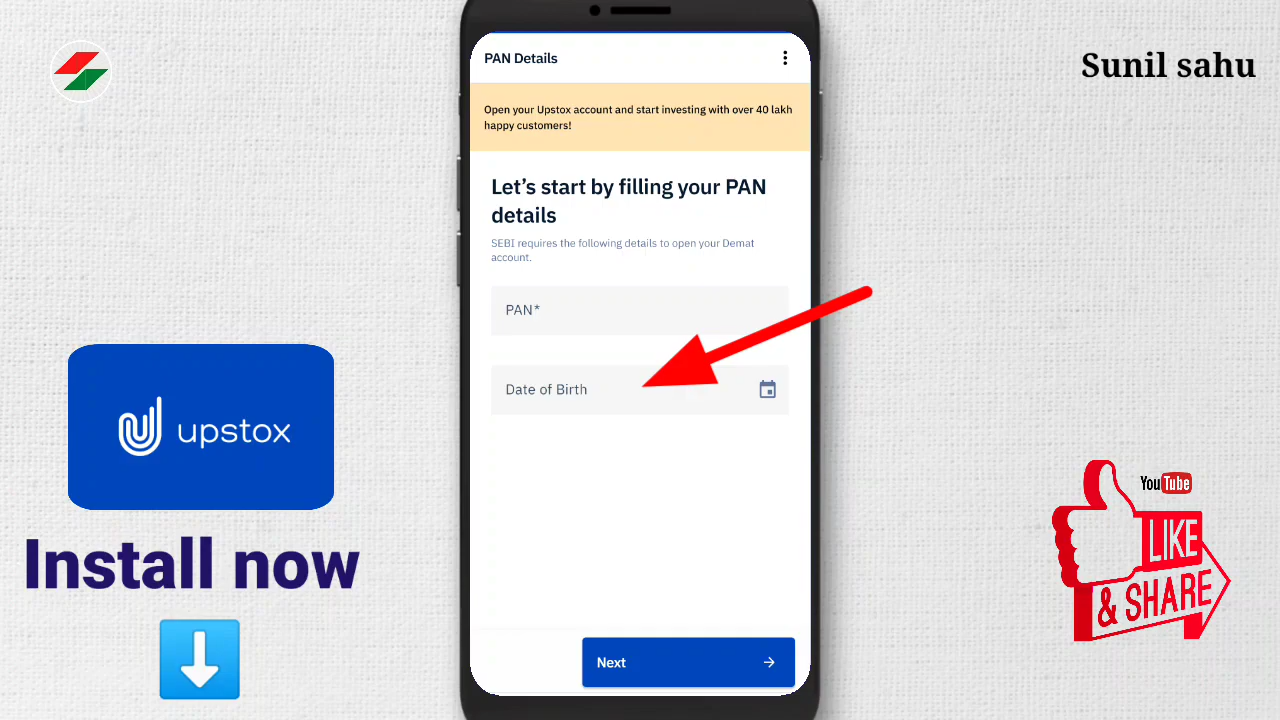 Sunil sahu
PAN Details
Open your Upstox account and start investing with over 40 lakh
happy customers!
Let’s start by filling your PAN
details
SEBI requires the following details to open your Demat
account.
PAN*
Date of Birth
Next
upstox
Install now
YouTube
LIKE
& SHARE